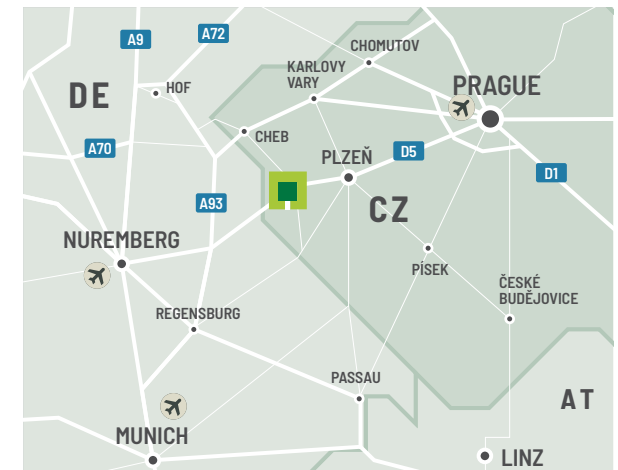 A9
A72
CHOMUTOV
KARLOVY
VARY
PRAGUE
DE
HOF
CHEB
A70
PLZEŇ
D5
D1
A93
CZ
NUREMBERG
PÍSEK
ČESKÉ
BUDĚJOVICE
REGENSBURG
PASSAU
AT
MUNICH
LINZ